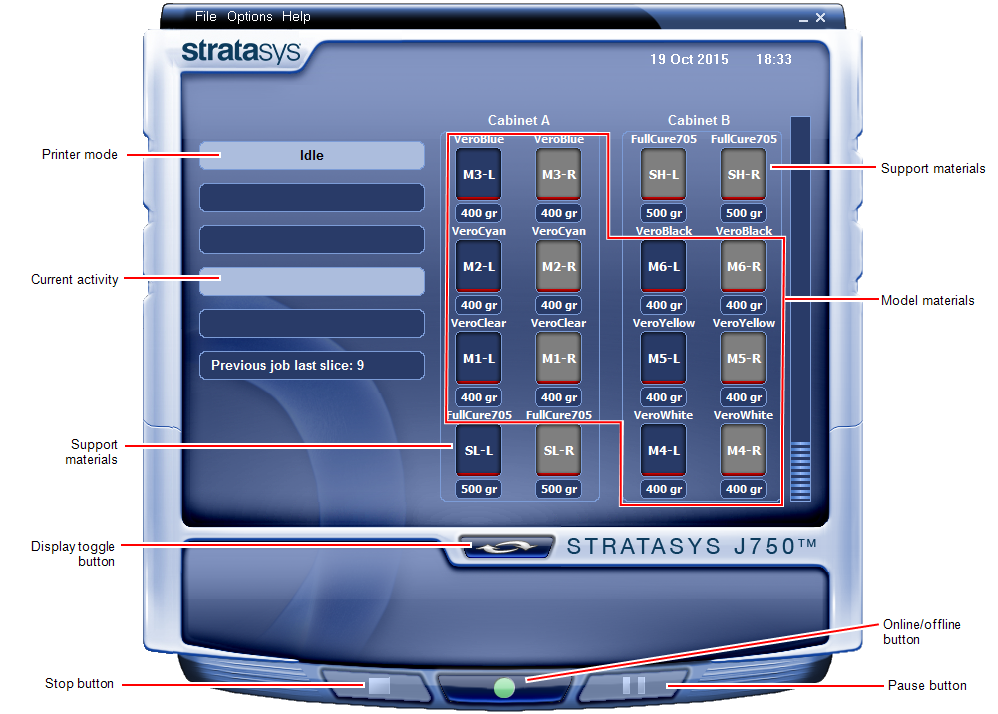 File Options Help
stratasys
19 Oct 2015 18:33
Cabinet A Cabinet B
VeroBlue VeroBlue FullCure705 FullCure705
Printer mode
Idle
M3-L M3-R SH-L SH-R
Support materials
400 gr 400 gr 500 gr 500 gr
VeroCyan VeroCyan VeroBlack VeroBlack
M2-L M2-R M6-L M6-R
Current activity
Model materials
400 gr 400 gr 400 gr 400 gr
VeroClear VeroClear VeroYellow VeroYellow
M1-L M1-R M5-L M5-R
Previous job last slice: 9
400 gr 400 gr 400 gr 400 gr
FullCure705 FullCure705 VeroWhite VeroWhite
Support
materials
SL-L SL-R M4-L M4-R
500 gr 500 gr 400 gr 400 gr
Display toggle
button
STRATASYS J750™
Online/offline
button
Stop button
Pause button